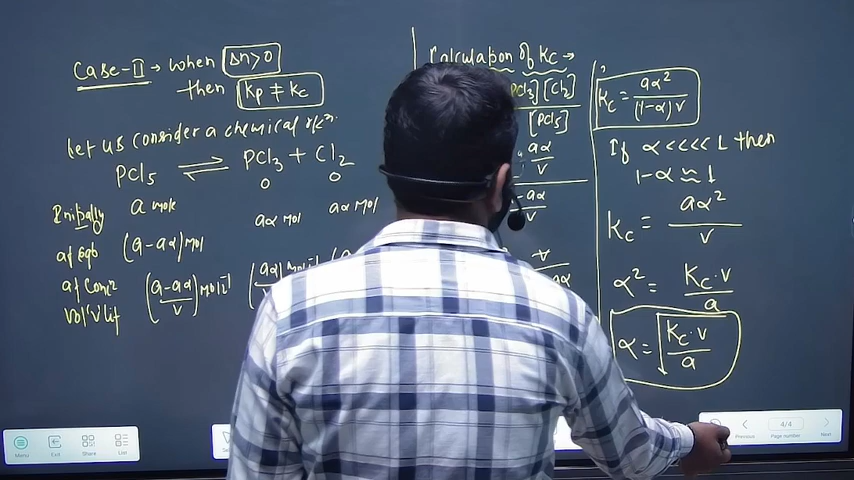 Case-II → when Δn>0
then Kp ≠ Kc
Let us consider a chemical rxn.
PCl5 ⇌ PCl3 + Cl2
Initially a mole 0 0
at eqb (a-aα)mol aα mol aα mol
at Conc
Vol 'V' lit (a-aα)/V mol L⁻¹
Calculation of Kc →
[Cl2]
[PCl5]
aα/V
Kc = aα²/(1-α)V
If α <<<< 1 then
1-α ≈ 1
Kc = aα²/V
α² = Kc·V/a
α = √(Kc·V/a)
Menu Exit Share List
4/4
Previous Page number Next